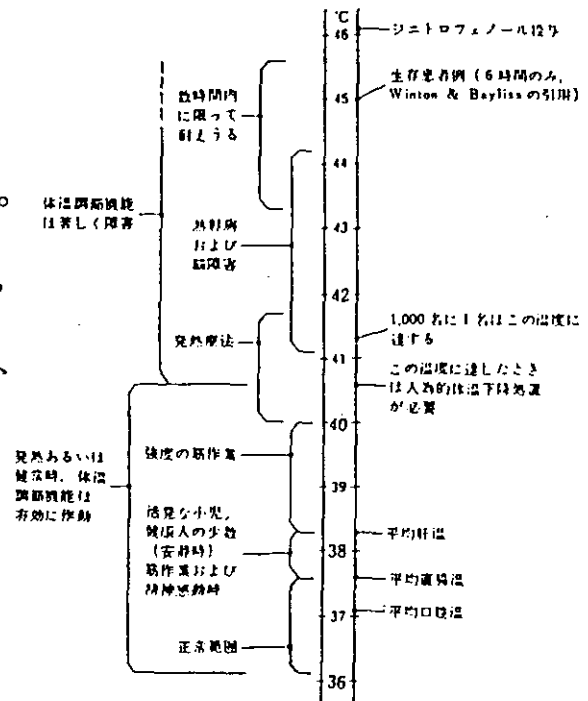 ℃
46
ジニトロフェノール投与
生存患者例(6時間のみ,
Winton & Baylissの引用)
45
数時間内
に限って
耐えうる
44
体温調節機能
は著しく障害
43
熱射病
および
脳障害
42
1,000名に1名はこの温度に
達する
発熱療法
41
この温度に達したとき
は人為的体温下降処置
が必要
40
発熱あるいは
健常時,体温
調節機能は
有効に作動
強度の筋作業
39
活発な小児,
健康人の少数
(安静時)
筋作業および
精神感動時
平均肝温
38
平均直腸温
37
平均口腔温
正常範囲
36